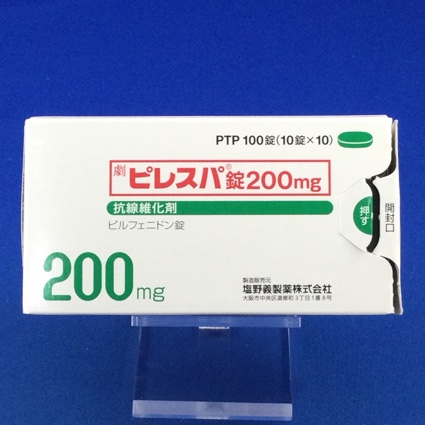 PTP 100錠(10錠×10)
劇 ピレスパ®錠200mg
抗線維化剤
ピルフェニドン錠
押す
開封口
200mg
製造販売元
塩野義製薬株式会社
大阪市中央区道修町3丁目1番8号